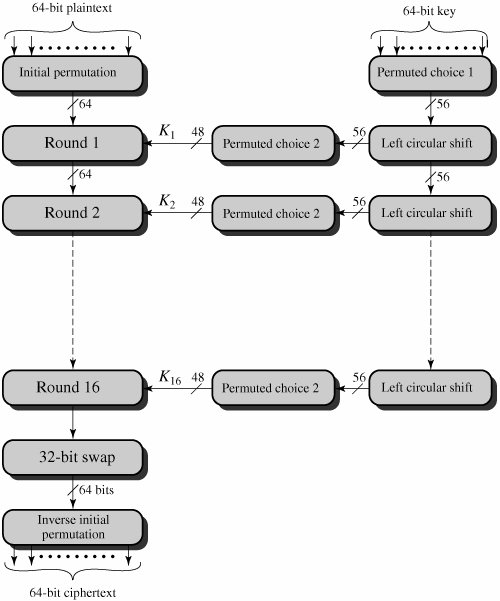 64-bit plaintext
64-bit key
Initial permutation
Permuted choice 1
64
56
Round 1
K1
48
Permuted choice 2
56
Left circular shift
64
56
Round 2
K2
48
Permuted choice 2
56
Left circular shift
Round 16
K16
48
Permuted choice 2
56
Left circular shift
32-bit swap
64 bits
Inverse initial
permutation
64-bit ciphertext